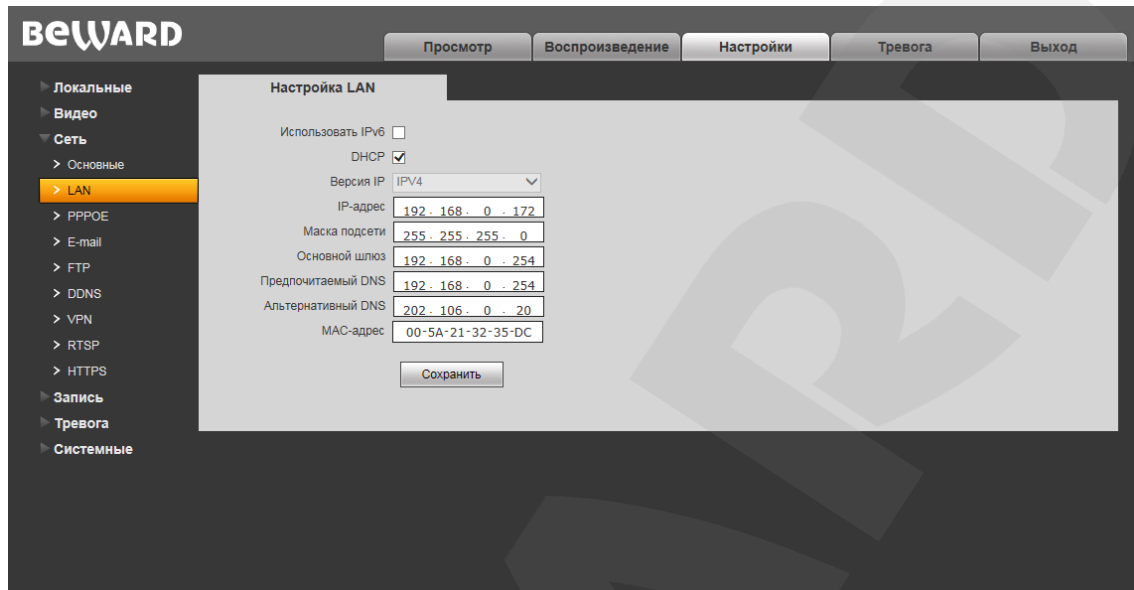 BEWARD
Просмотр
Воспроизведение
Настройки
Тревога
Выход
Локальные
Видео
Сеть
> Основные
> LAN
> PPPOE
> E-mail
> FTP
> DDNS
> VPN
> RTSP
> HTTPS
Запись
Тревога
Системные
Настройка LAN
Использовать IPv6
DHCP
Версия IP IPV4
IP-адрес 192 . 168 . 0 . 172
Маска подсети 255 . 255 . 255 . 0
Основной шлюз 192 . 168 . 0 . 254
Предпочитаемый DNS 192 . 168 . 0 . 254
Альтернативный DNS 202 . 106 . 0 . 20
MAC-адрес 00-5A-21-32-35-DC
Сохранить